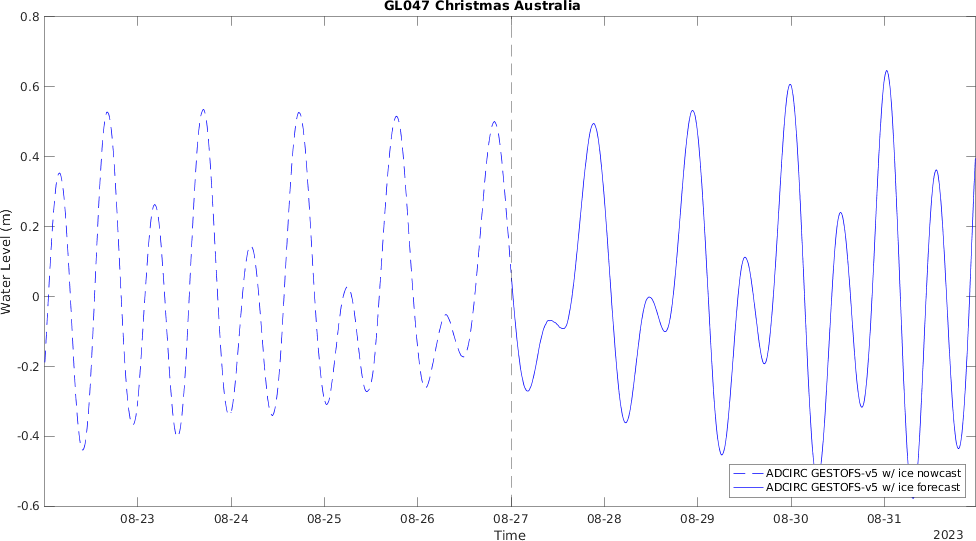 GL047 Christmas Australia
0.8
0.6
0.4
0.2
0
-0.2
-0.4
-0.6
Water Level (m)
08-23 08-24 08-25 08-26 08-27 08-28 08-29 08-30 08-31
Time
2023
ADCIRC GESTOFS-v5 w/ ice nowcast
ADCIRC GESTOFS-v5 w/ ice forecast